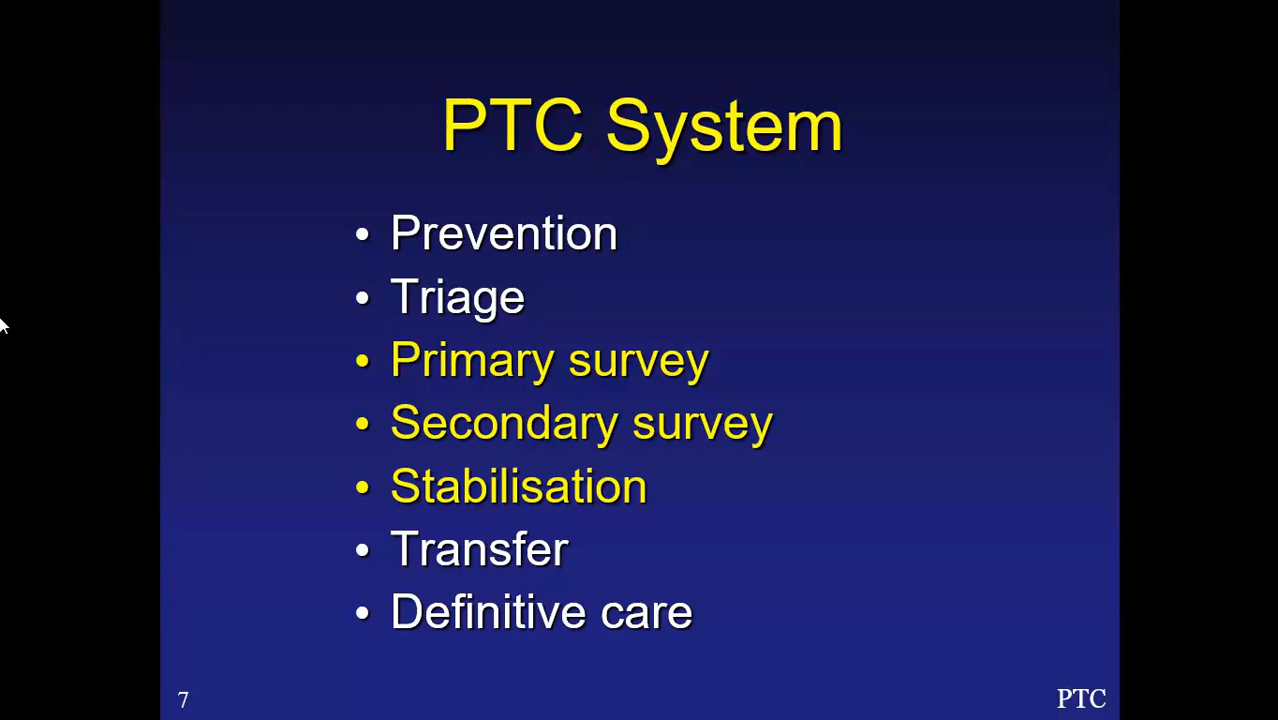 PTC System
• Prevention
• Triage
• Primary survey
• Secondary survey
• Stabilisation
• Transfer
• Definitive care
7
PTC